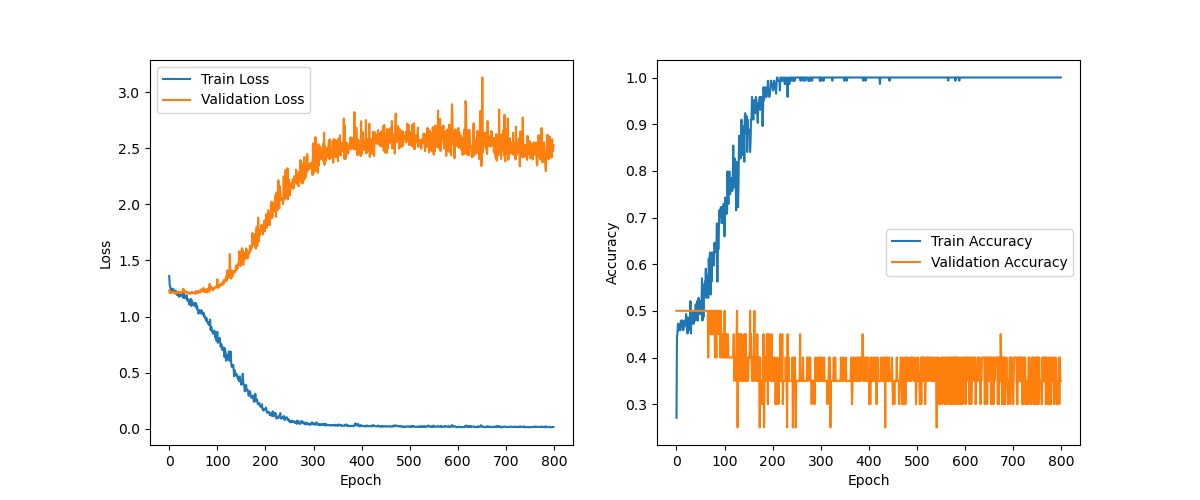 Train Loss
Validation Loss
3.0
2.5
2.0
1.5
1.0
0.5
0.0
Loss
0 100 200 300 400 500 600 700 800
Epoch
1.0
0.9
0.8
0.7
0.6
0.5
0.4
0.3
Accuracy
Train Accuracy
Validation Accuracy
0 100 200 300 400 500 600 700 800
Epoch